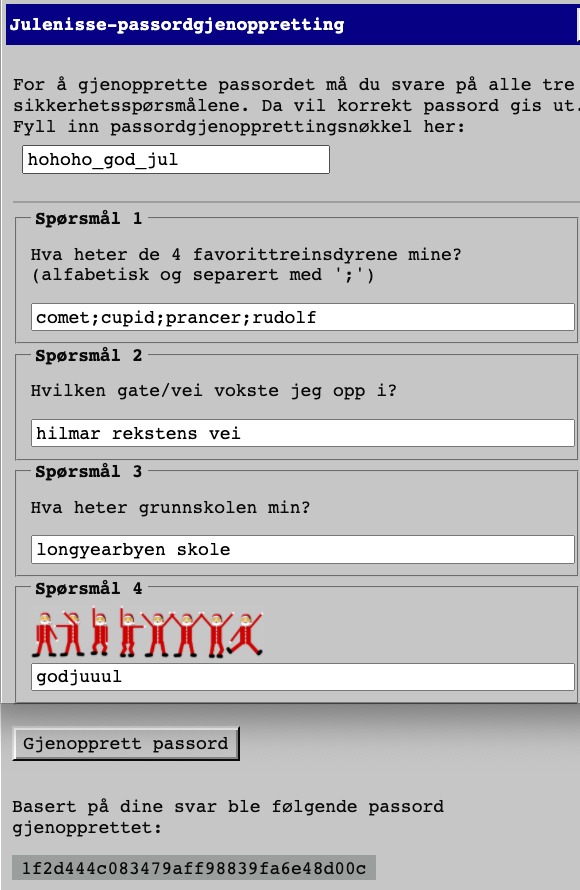 Julenisse-passordgjenoppretting
For å gjenopprette passordet må du svare på alle tre
sikkerhetsspørsmålene. Da vil korrekt passord gis ut.
Fyll inn passordgjenopprettingsnøkkel her:
hohoho_god_jul
Spørsmål 1
Hva heter de 4 favorittreinsdyrene mine?
(alfabetisk og separert med ';')
comet;cupid;prancer;rudolf
Spørsmål 2
Hvilken gate/vei vokste jeg opp i?
hilmar rekstens vei
Spørsmål 3
Hva heter grunnskolen min?
longyearbyen skole
Spørsmål 4
godjuuul
Gjenopprett passord
Basert på dine svar ble følgende passord
gjenopprettet:
1f2d444c083479aff98839fa6e48d00c